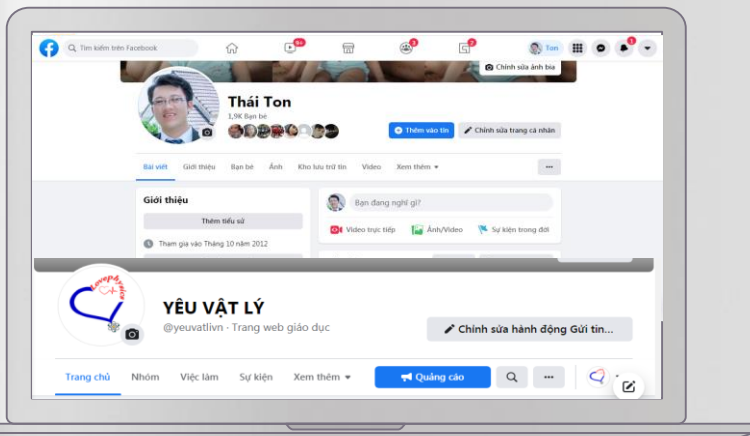 Tìm kiếm trên Facebook
9+
Ton
Chỉnh sửa ảnh bìa
Thái Ton
1,9K Bạn bè
Thêm vào tin
Chỉnh sửa trang cá nhân
Bài viết Giới thiệu Bạn bè Ảnh Kho lưu trữ tin Video Xem thêm
Giới thiệu
Thêm tiểu sử
Tham gia vào Tháng 10 năm 2012
Bạn đang nghĩ gì?
Video trực tiếp Ảnh/Video Sự kiện trong đời
Lovephysics
YÊU VẬT LÝ
@yeuvatlivn · Trang web giáo dục
Chỉnh sửa hành động Gửi tin...
Trang chủ Nhóm Việc làm Sự kiện Xem thêm
Quảng cáo